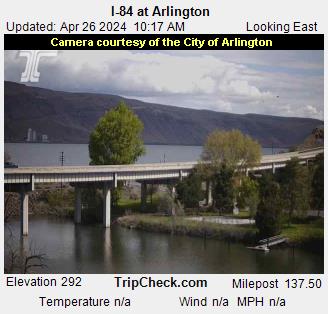 I-84 at Arlington
Updated: Apr 26 2024 10:17 AM Looking East
Camera courtesy of the City of Arlington
Elevation 292 TripCheck.com Milepost 137.50
Temperature n/a Wind n/a MPH n/a